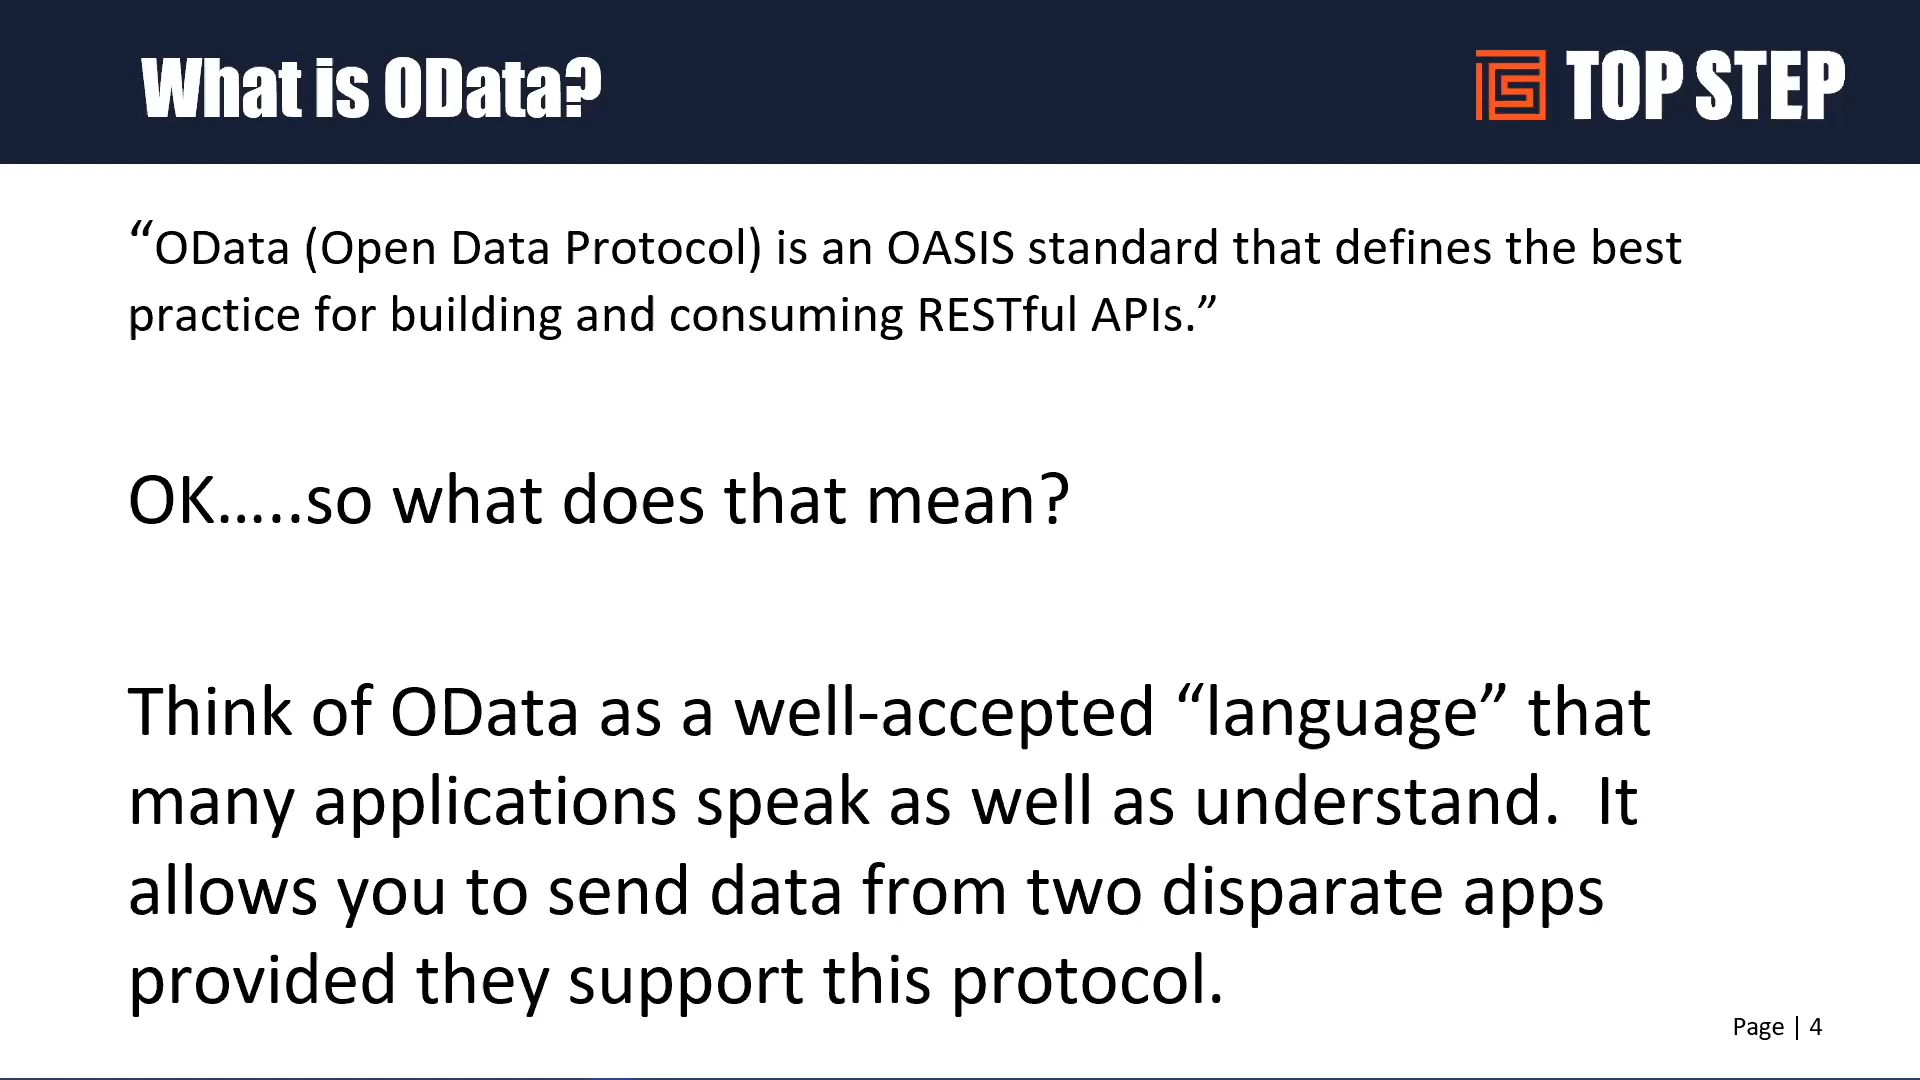 What is OData?
TOP STEP
“OData (Open Data Protocol) is an OASIS standard that defines the best
practice for building and consuming RESTful APIs.”
OK…..so what does that mean?
Think of OData as a well-accepted “language” that
many applications speak as well as understand.  It
allows you to send data from two disparate apps
provided they support this protocol.
Page | 4